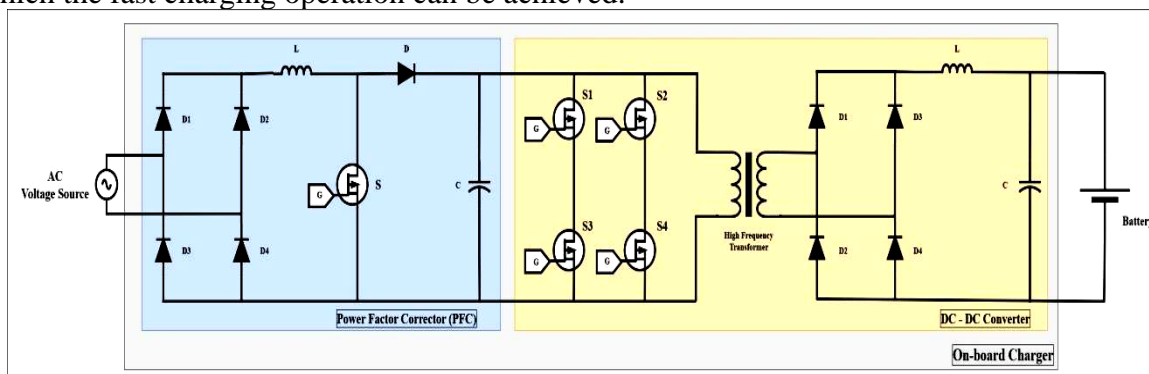 which the fast charging operation can be achieved.
L
D
L
S1
S2
D1
D2
G
G
D1
D3
AC
Voltage Source
S
G
C
C
S3
S4
High Frequency
Transformer
Battery
D3
D4
G
G
D2
D4
Power Factor Corrector (PFC)
DC - DC Converter
On-board Charger